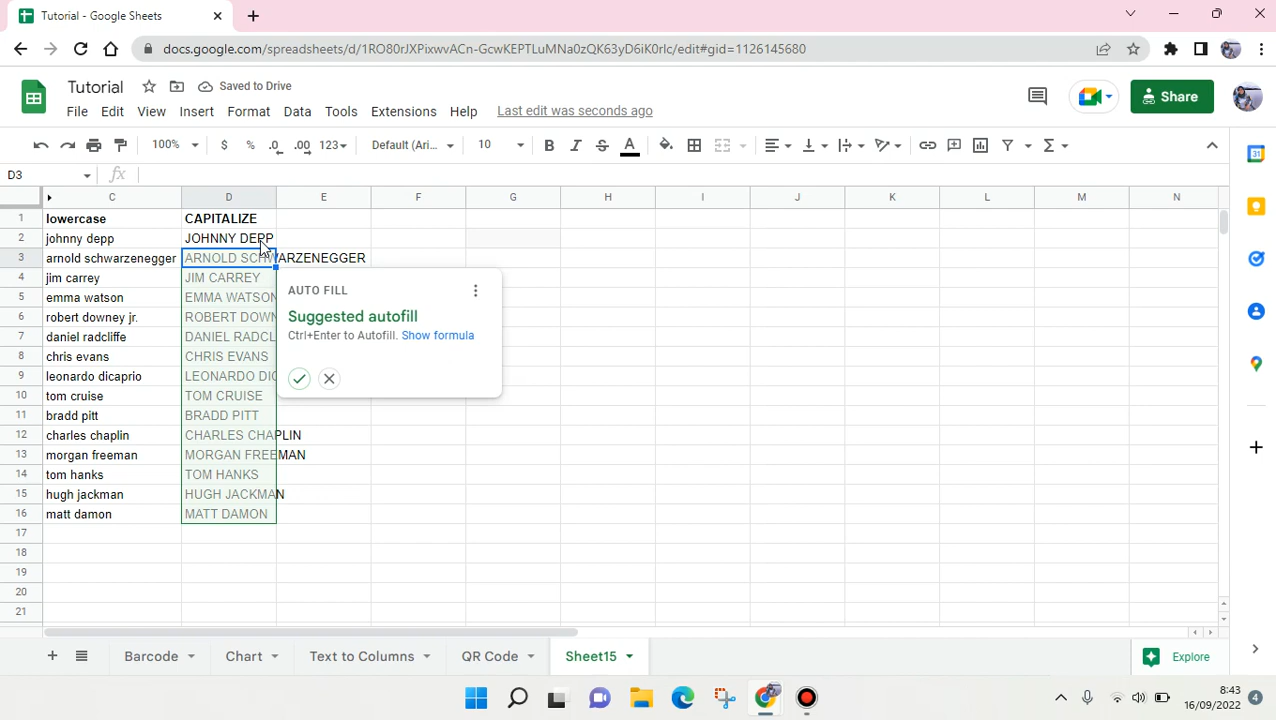 Tutorial - Google Sheets
docs.google.com/spreadsheets/d/1RO80rJXPixwvACn-GcwKEPTLuMNa0zQK63yD6iK0rlc/edit#gid=1126145680
Tutorial
Saved to Drive
File Edit View Insert Format Data Tools Extensions Help Last edit was seconds ago
Share
100% $ % .0 .00 123 Default (Ari... 10 B I S A
D3 fx
C D E F G H I J K L M N
1 lowercase CAPITALIZE
2 johnny depp JOHNNY DEPP
3 arnold schwarzenegger ARNOLD SCHWARZENEGGER
4 jim carrey JIM CARREY
5 emma watson EMMA WATSON
6 robert downey jr. ROBERT DOWN
7 daniel radcliffe DANIEL RADCL
8 chris evans CHRIS EVANS
9 leonardo dicaprio LEONARDO DIC
10 tom cruise TOM CRUISE
11 bradd pitt BRADD PITT
12 charles chaplin CHARLES CHAPLIN
13 morgan freeman MORGAN FREEMAN
14 tom hanks TOM HANKS
15 hugh jackman HUGH JACKMAN
16 matt damon MATT DAMON
17
18
19
20
21
AUTO FILL
Suggested autofill
Ctrl+Enter to Autofill. Show formula
Barcode Chart Text to Columns QR Code Sheet15
Explore
31
8:43
16/09/2022
4